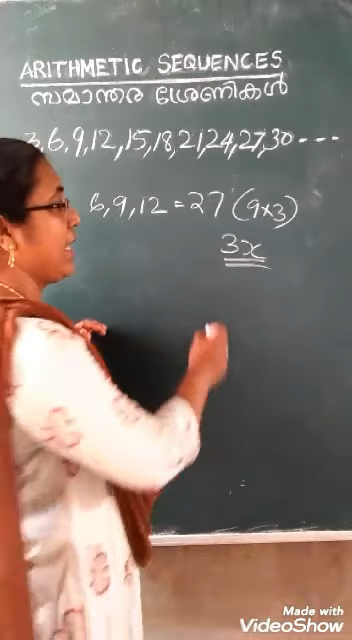 ARITHMETIC SEQUENCES
സമാന്തര ശ്രേണികൾ
3,6,9,12,15,18,21,24,27,30----
6,9,12=27 (9x3)
3x
Made with
VideoShow